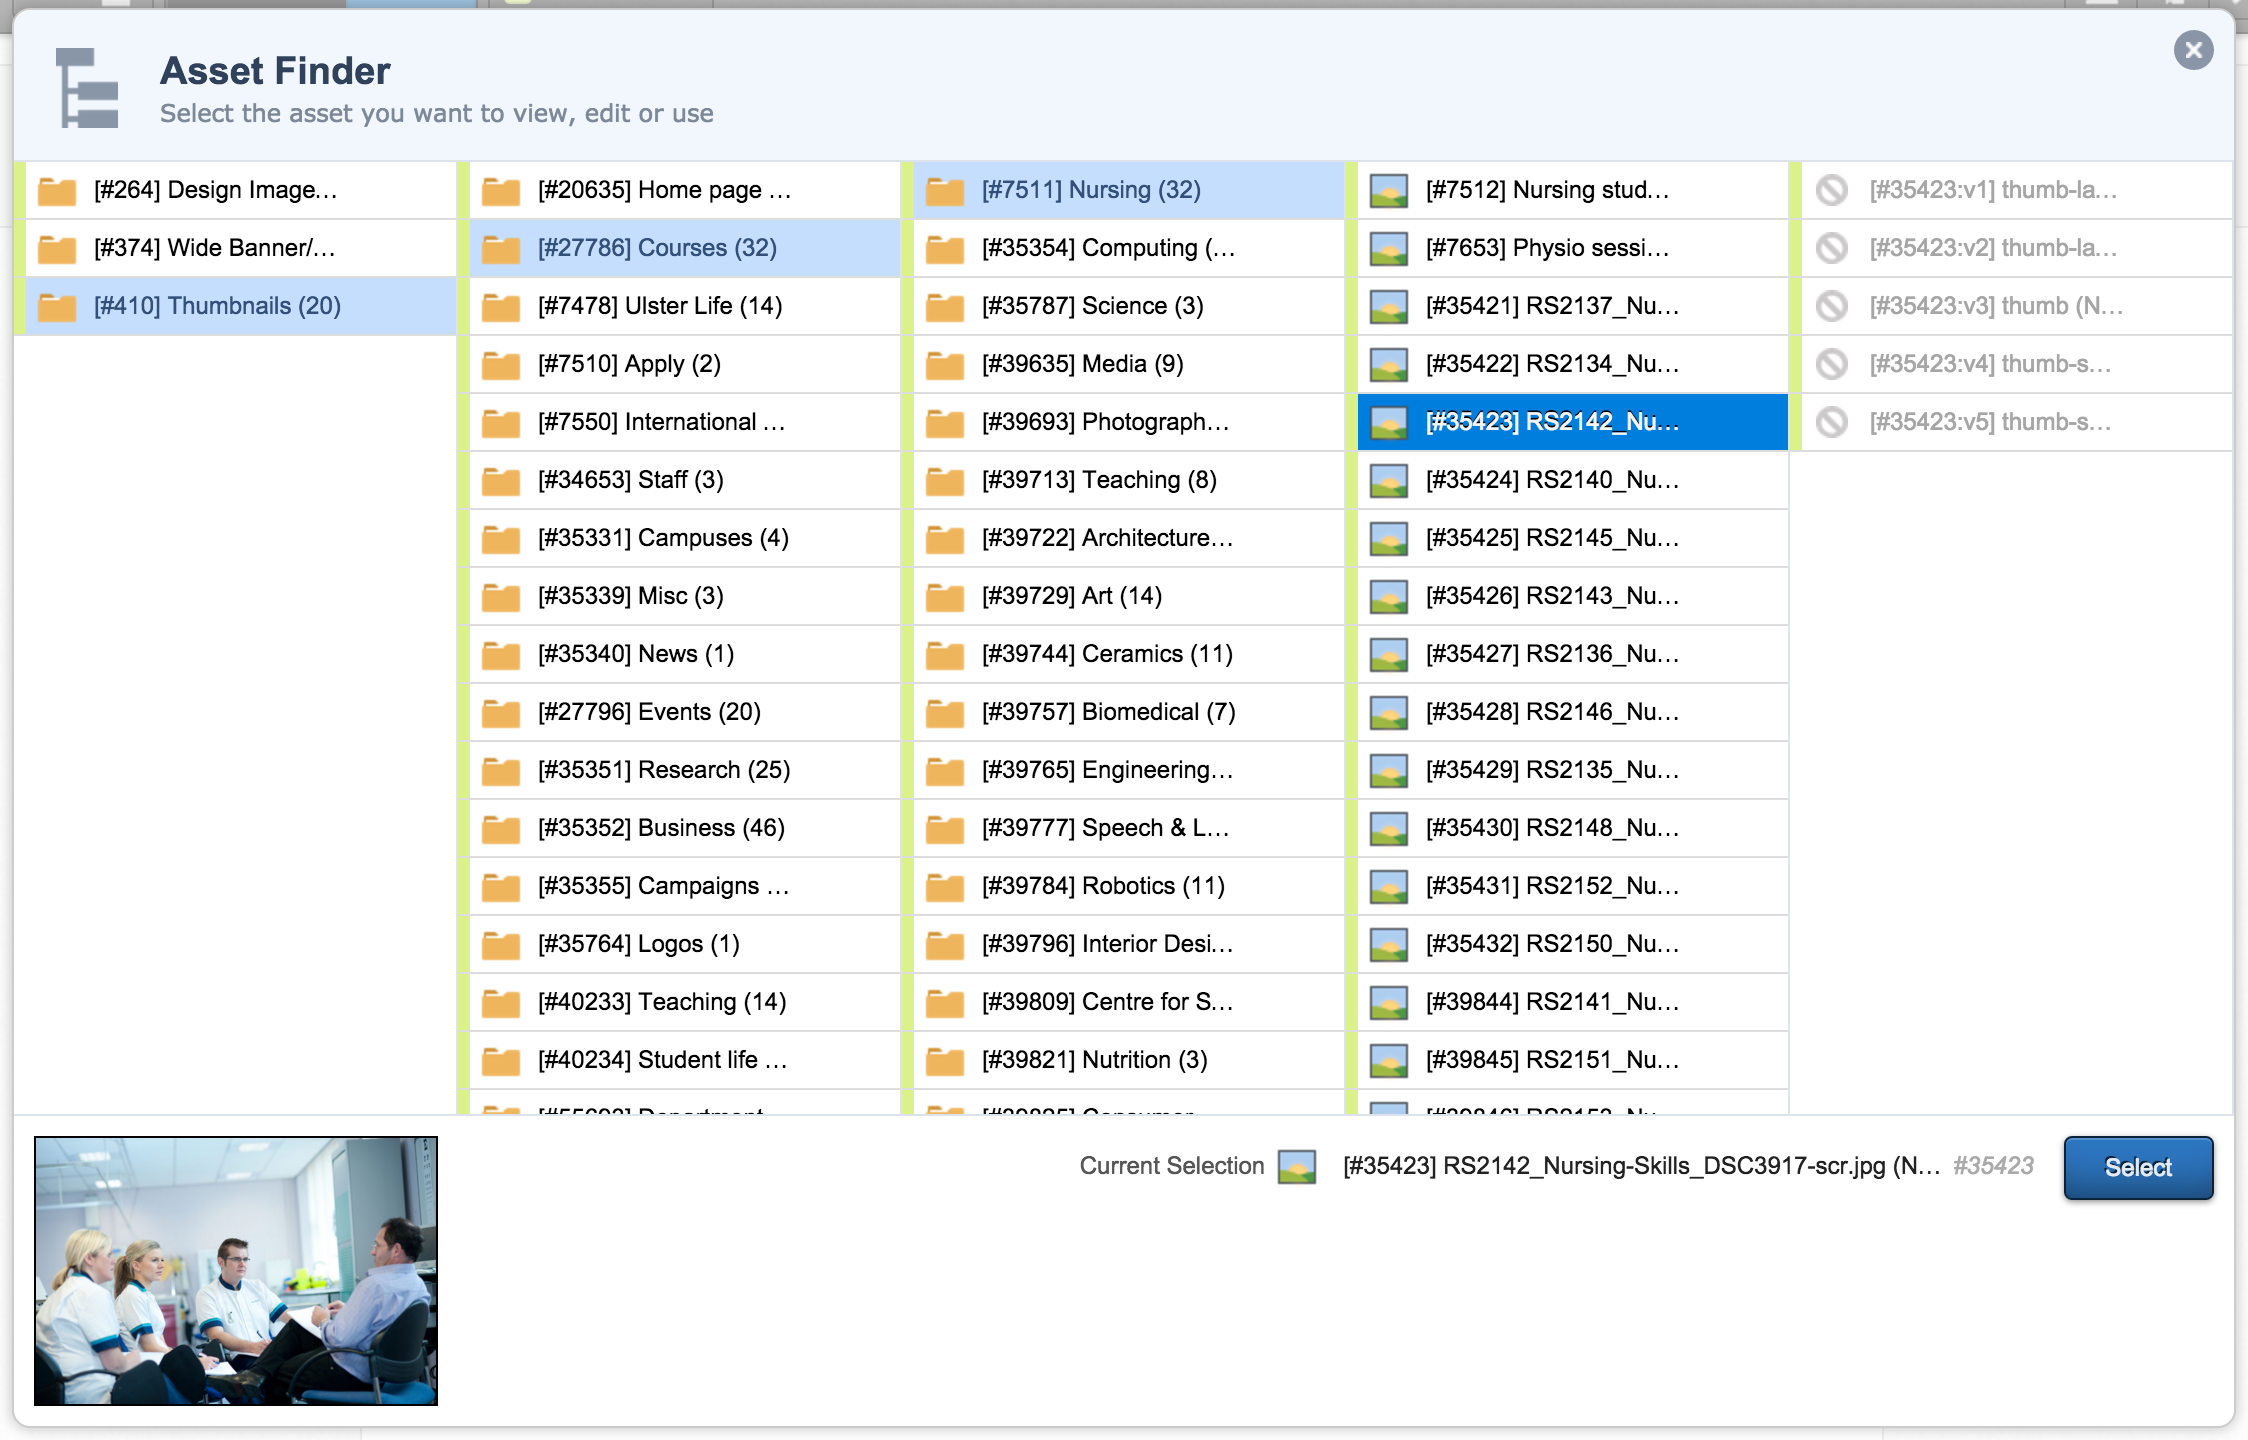 Asset Finder
Select the asset you want to view, edit or use
[#264] Design Image...
[#374] Wide Banner/...
[#410] Thumbnails (20)
[#20635] Home page ...
[#27786] Courses (32)
[#7478] Ulster Life (14)
[#7510] Apply (2)
[#7550] International ...
[#34653] Staff (3)
[#35331] Campuses (4)
[#35339] Misc (3)
[#35340] News (1)
[#27796] Events (20)
[#35351] Research (25)
[#35352] Business (46)
[#35355] Campaigns ...
[#35764] Logos (1)
[#40233] Teaching (14)
[#40234] Student life ...
[#7511] Nursing (32)
[#35354] Computing (...
[#35787] Science (3)
[#39635] Media (9)
[#39693] Photograph...
[#39713] Teaching (8)
[#39722] Architecture...
[#39729] Art (14)
[#39744] Ceramics (11)
[#39757] Biomedical (7)
[#39765] Engineering...
[#39777] Speech & L...
[#39784] Robotics (11)
[#39796] Interior Desi...
[#39809] Centre for S...
[#39821] Nutrition (3)
[#7512] Nursing stud...
[#7653] Physio sessi...
[#35421] RS2137_Nu...
[#35422] RS2134_Nu...
[#35423] RS2142_Nu...
[#35424] RS2140_Nu...
[#35425] RS2145_Nu...
[#35426] RS2143_Nu...
[#35427] RS2136_Nu...
[#35428] RS2146_Nu...
[#35429] RS2135_Nu...
[#35430] RS2148_Nu...
[#35431] RS2152_Nu...
[#35432] RS2150_Nu...
[#39844] RS2141_Nu...
[#39845] RS2151_Nu...
[#35423:v1] thumb-la...
[#35423:v2] thumb-la...
[#35423:v3] thumb (N...
[#35423:v4] thumb-s...
[#35423:v5] thumb-s...
Current Selection [#35423] RS2142_Nursing-Skills_DSC3917-scr.jpg (N... #35423
Select